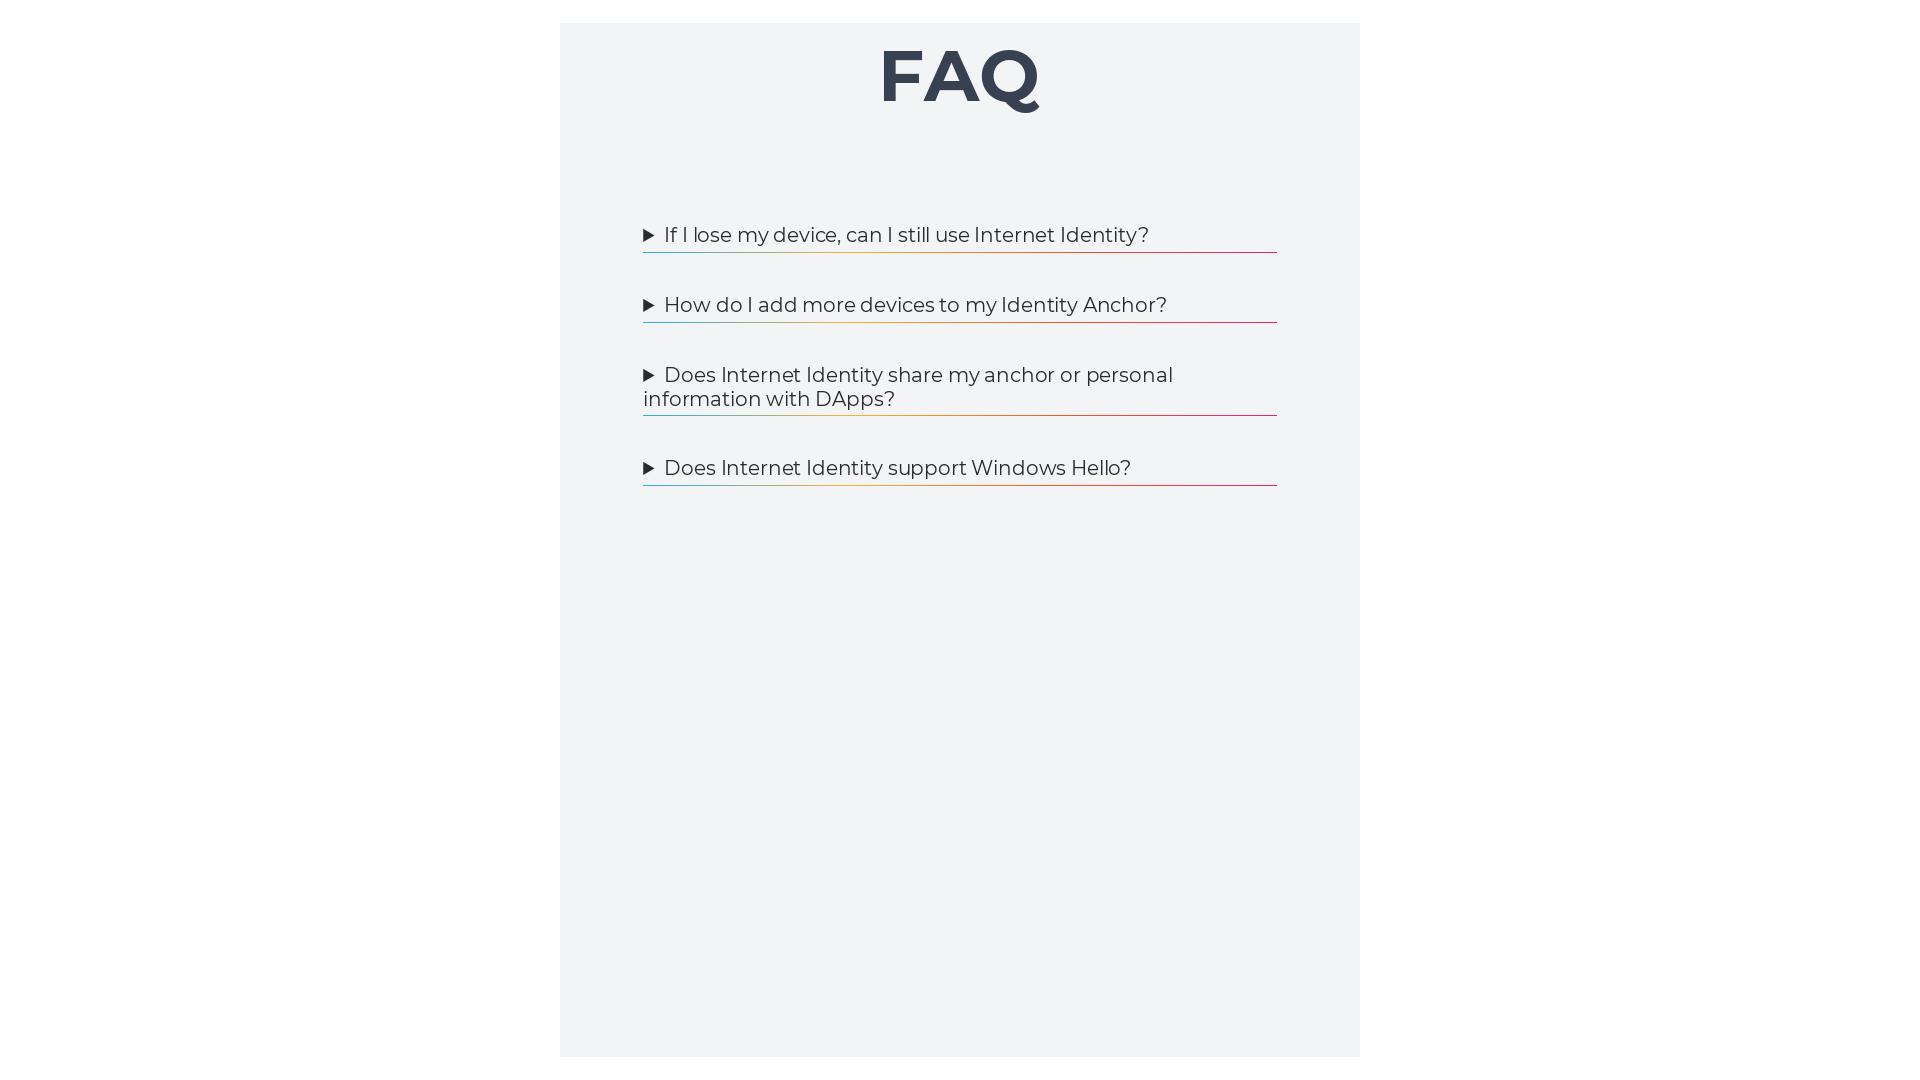 FAQ
If I lose my device, can I still use Internet Identity?
How do I add more devices to my Identity Anchor?
Does Internet Identity share my anchor or personal
information with DApps?
Does Internet Identity support Windows Hello?